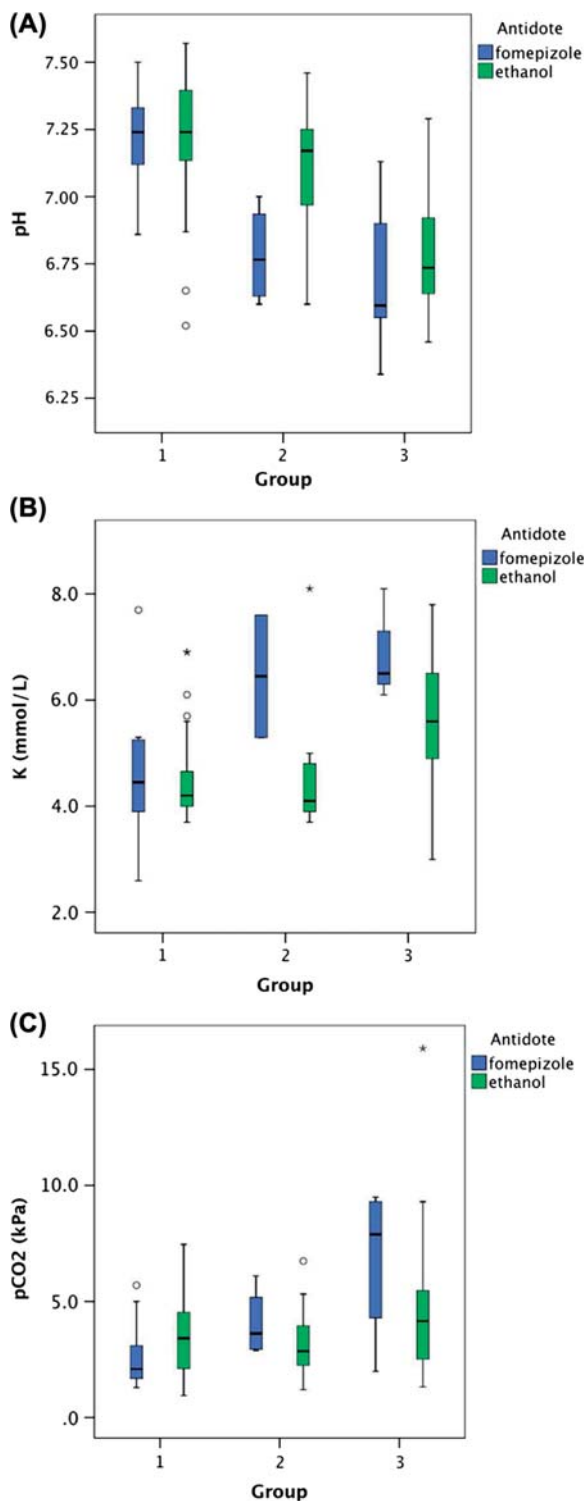 (A)
Antidote
fomepizole
ethanol
7.50
7.25
7.00
6.75
6.50
6.25
pH
1 2 3
Group
(B)
Antidote
fomepizole
ethanol
8.0
6.0
4.0
2.0
K (mmol/L)
1 2 3
Group
(C)
Antidote
fomepizole
ethanol
15.0
10.0
5.0
.0
pCO2 (kPa)
1 2 3
Group